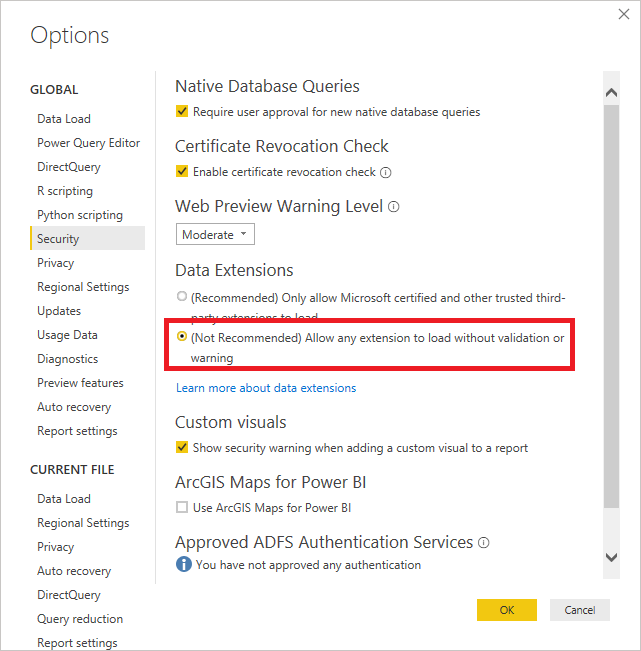 Options
GLOBAL
Data Load
Power Query Editor
DirectQuery
R scripting
Python scripting
Security
Privacy
Regional Settings
Updates
Usage Data
Diagnostics
Preview features
Auto recovery
Report settings
CURRENT FILE
Data Load
Regional Settings
Privacy
Auto recovery
DirectQuery
Query reduction
Report settings
Native Database Queries
Require user approval for new native database queries
Certificate Revocation Check
Enable certificate revocation check
Web Preview Warning Level
Moderate
Data Extensions
(Recommended) Only allow Microsoft certified and other trusted third-
party extensions to load
(Not Recommended) Allow any extension to load without validation or
warning
Learn more about data extensions
Custom visuals
Show security warning when adding a custom visual to a report
ArcGIS Maps for Power BI
Use ArcGIS Maps for Power BI
Approved ADFS Authentication Services
You have not approved any authentication
OK
Cancel